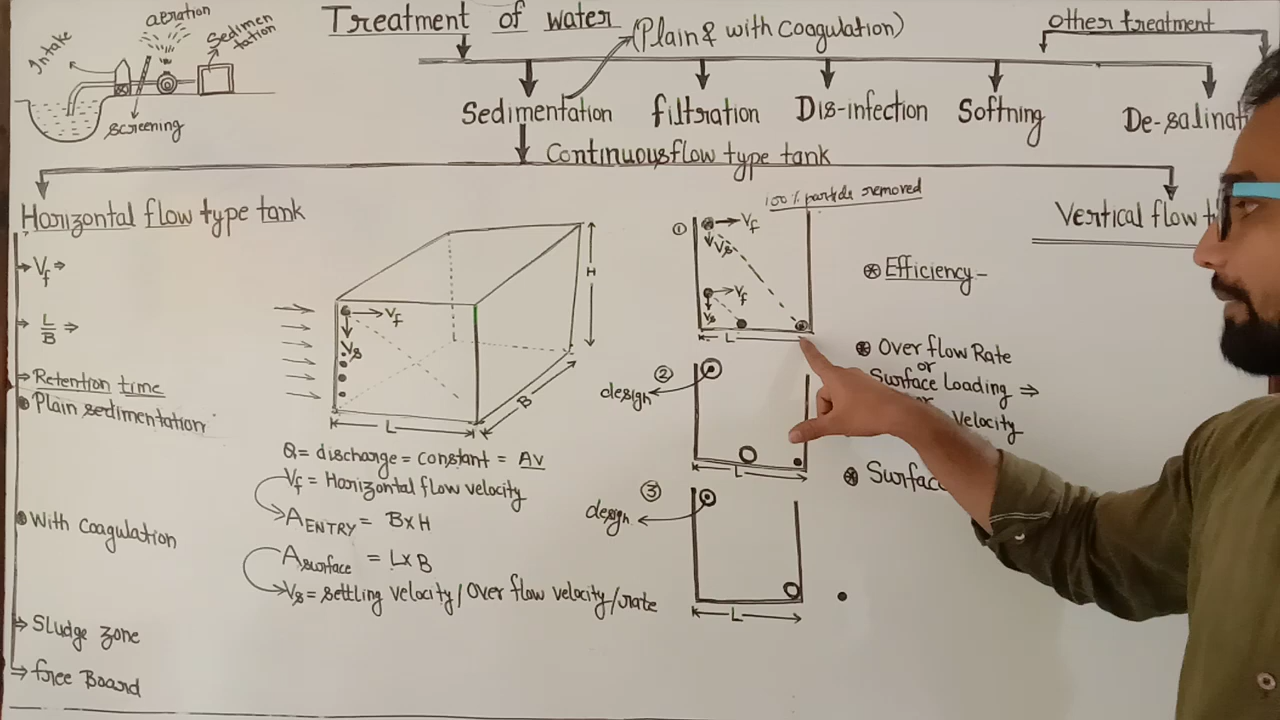 Treatment of water
(Plain & with Coagulation)
other treatment
Intake
aeration
Sedimen
tation
screening
Sedimentation
filtration
Dis-infection
Softning
De-salinat
Continuousflow type tank
Horizontal flow type tank
Vertical flow
Vf
L/B
Retention time
Plain sedimentation
With Coagulation
Sludge zone
free Board
Vf
Vs
H
B
L
Q = discharge = constant = AV
Vf = Horizontal flow velocity
AENTRY = B×H
Asurface = L×B
Vs = settling velocity/Over flow velocity/rate
100% particle removed
①
Vf
Vs
Vf
Vs
L
②
design
L
③
design
L
Efficiency-
Over flow Rate
or
Surface Loading ⇒
or
Velocity
Surfac